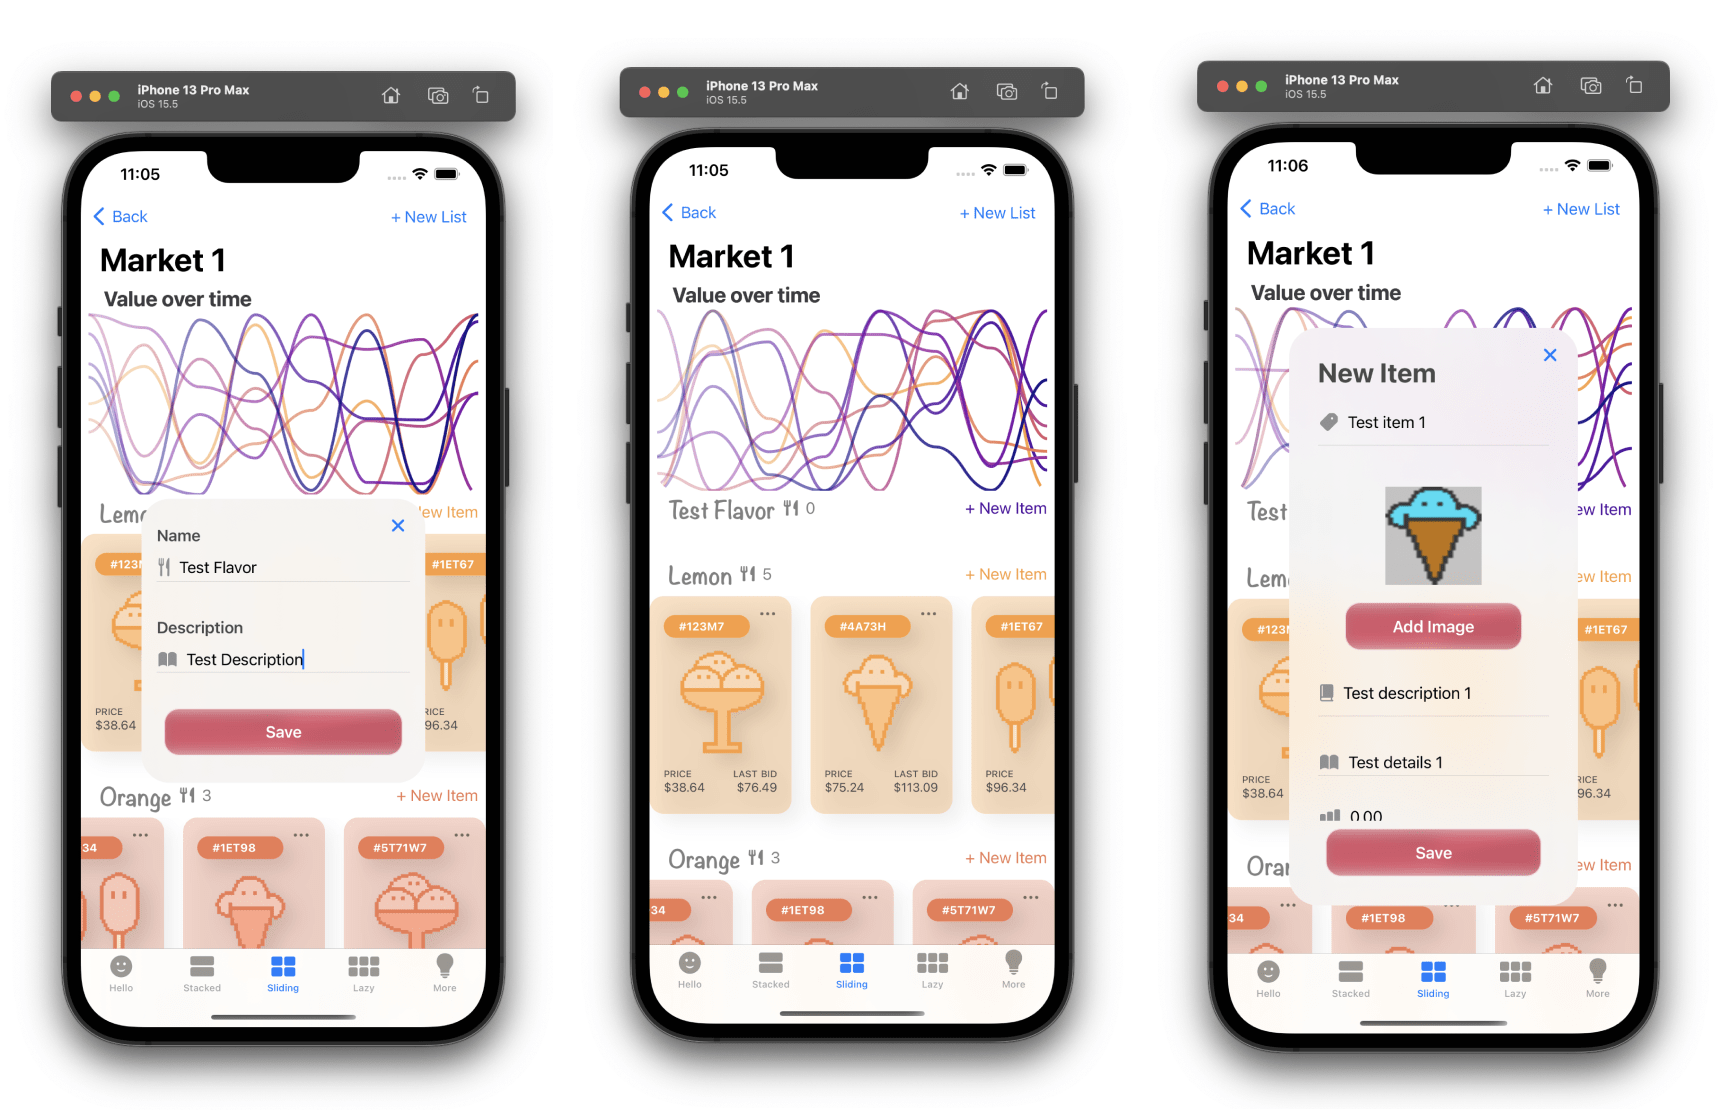 iPhone 13 Pro Max
iOS 15.5
11:05
Back
+ New List
Market 1
Value over time
New Item
Name
Test Flavor
Description
Test Description
Save
#1ET67
PRICE
$38.64
96.34
Orange 3
+ New Item
34
#1ET98
#5T71W7
Hello
Stacked
Sliding
Lazy
More
iPhone 13 Pro Max
iOS 15.5
11:05
Back
+ New List
Market 1
Value over time
Test Flavor 0
+ New Item
Lemon 5
+ New Item
#123M7
#4A73H
#1ET67
PRICE
LAST BID
PRICE
LAST BID
PRICE
$38.64
$76.49
$75.24
$113.09
$96.34
Orange 3
+ New Item
34
#1ET98
#5T71W7
Hello
Stacked
Sliding
Lazy
More
iPhone 13 Pro Max
iOS 15.5
11:06
Back
+ New List
Market 1
Value over time
New Item
Test item 1
Test
ew Item
Lem
ew Item
Add Image
#123
#1ET67
Test description 1
Test details 1
PRICE
$38.64
96.34
0.00
Save
Oran
ew Item
34
#1ET98
#5T71W7
Hello
Stacked
Sliding
Lazy
More